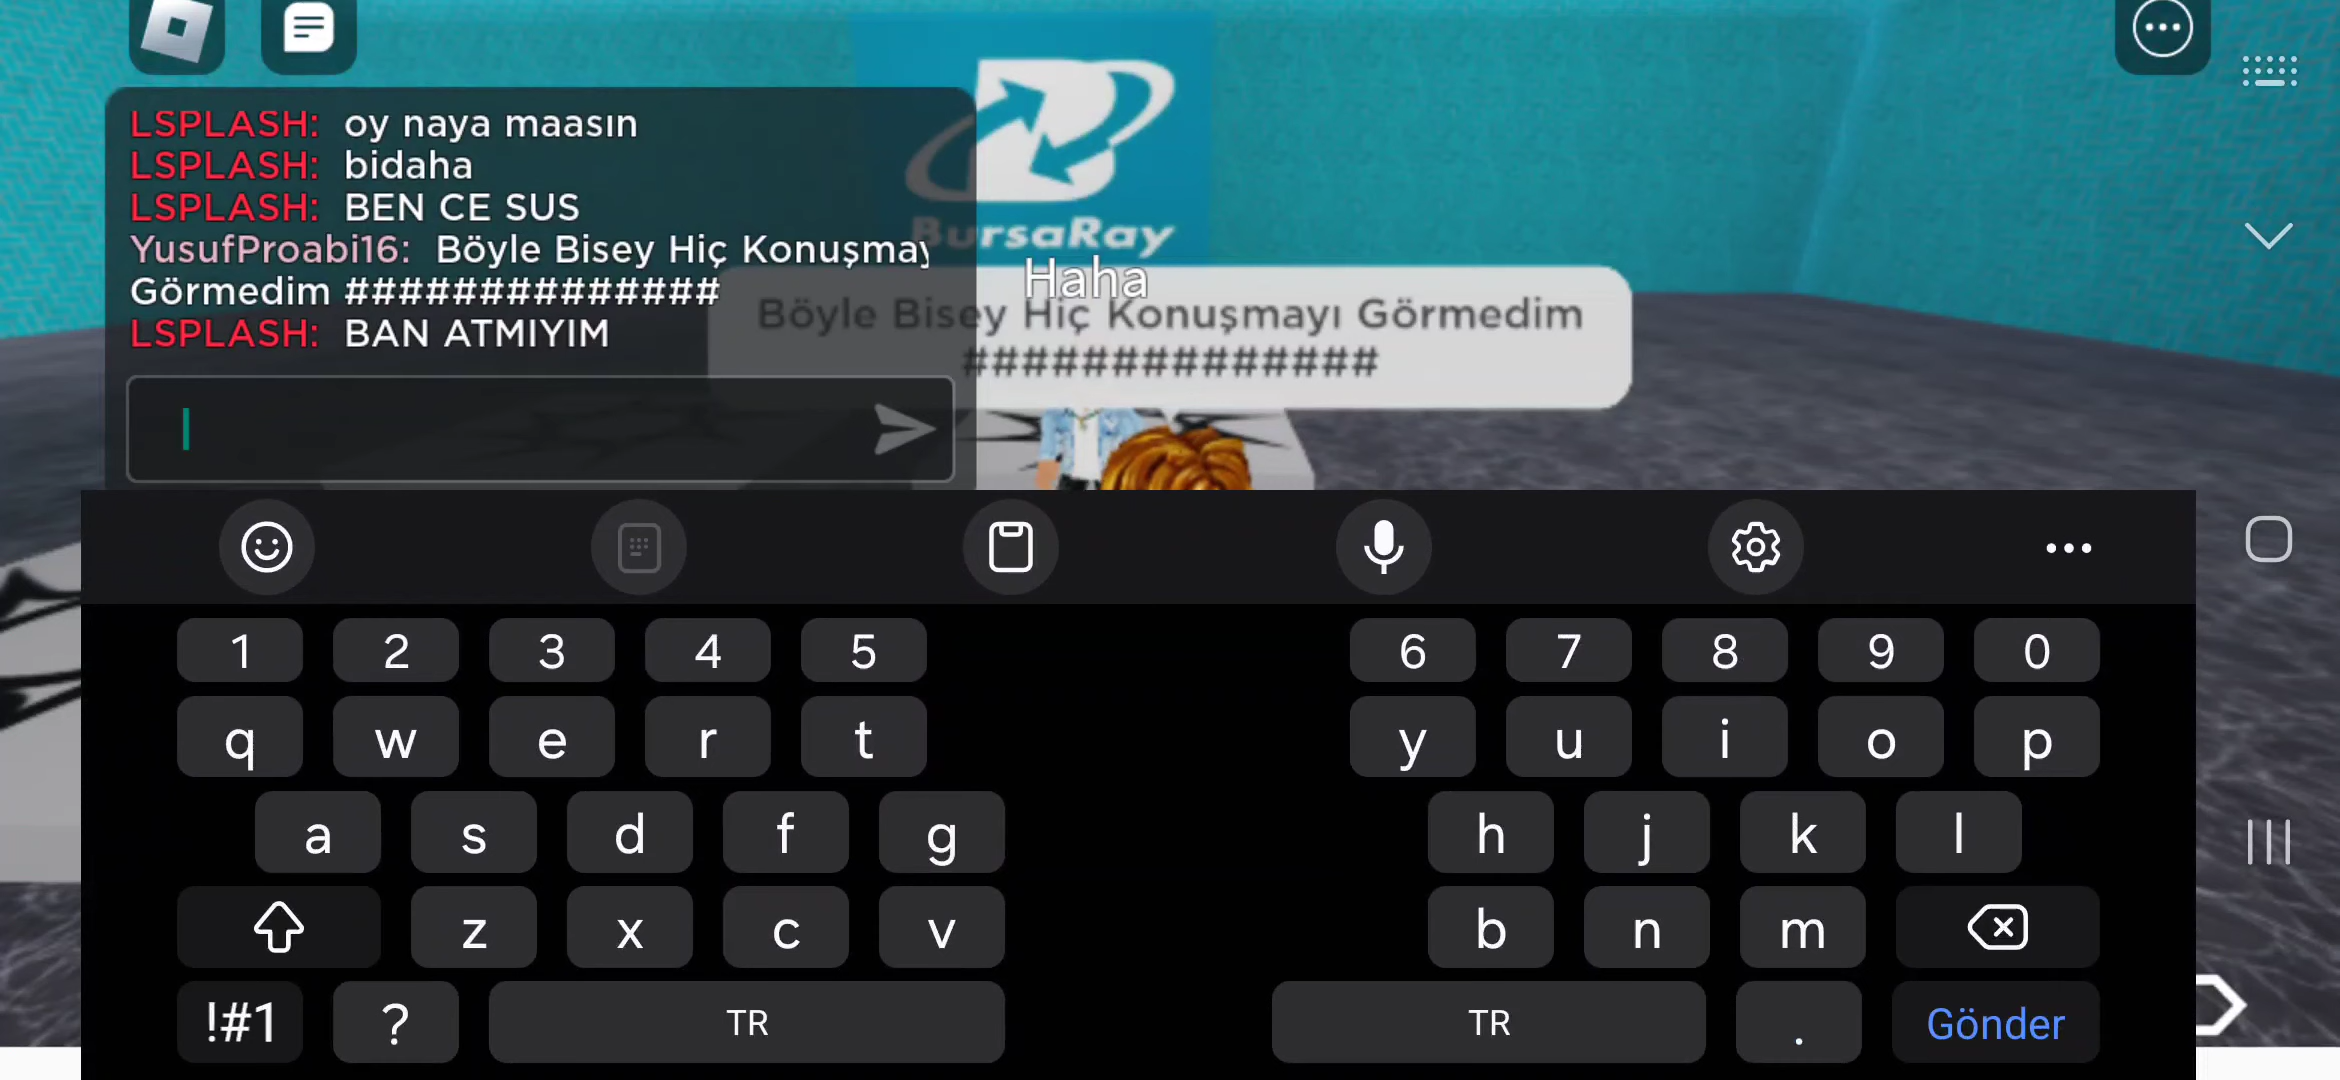 LSPLASH: oy naya maasın
LSPLASH: bidaha
LSPLASH: BEN CE SUS
YusufProabi16: Böyle Bisey Hiç Konuşmay
Görmedim ##############
LSPLASH: BAN ATMIYIM
BursaRay
Haha
Böyle Bisey Hiç Konuşmayı Görmedim
##############
1 2 3 4 5 6 7 8 9 0
q w e r t y u i o p
a s d f g h j k l
z x c v b n m
!#1 ? TR TR . Gönder